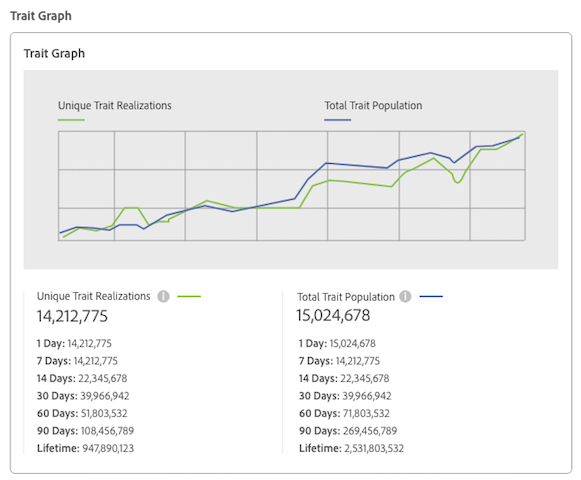 Trait Graph
Trait Graph
Unique Trait Realizations
Total Trait Population
Unique Trait Realizations
14,212,775
1 Day: 14,212,775
7 Days: 14,212,775
14 Days: 22,345,678
30 Days: 39,966,942
60 Days: 51,803,532
90 Days: 108,456,789
Lifetime: 947,890,123
Total Trait Population
15,024,678
1 Day: 15,024,678
7 Days: 14,212,775
14 Days: 22,345,678
30 Days: 39,966,942
60 Days: 71,803,532
90 Days: 269,456,789
Lifetime: 2,531,803,532